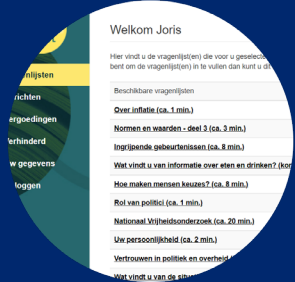 Welkom Joris
Hier vindt u de vragenlijst(en) die voor u geselecte
bent om de vragenlijst(en) in te vullen dan kunt u dit
nlijsten
Beschikbare vragenlijsten
richten
Over inflatie (ca. 1 min.)
ergoedingen
Normen en waarden - deel 3 (ca. 3 min.)
erhinderd
Ingrijpende gebeurtenissen (ca. 8 min.)
w gegevens
Wat vindt u van informatie over eten en drinken? (kor
loggen
Hoe maken mensen keuzes? (ca. 8 min.)
Rol van politici (ca. 1 min.)
Nationaal Vrijheidsonderzoek (ca. 20 min.)
Uw persoonlijkheid (ca. 2 min.)
Vertrouwen in politiek en overheid
Wat vindt u van de situ